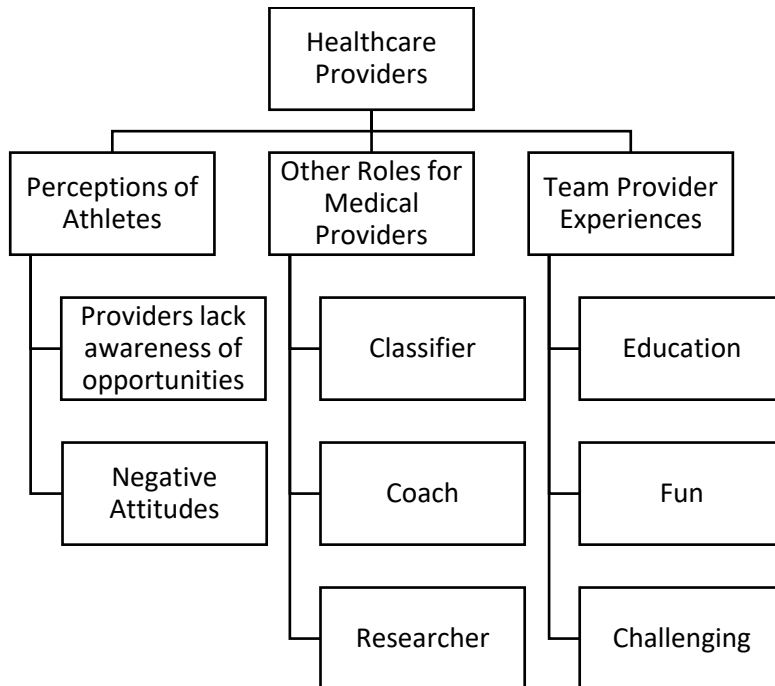 Healthcare
Providers
Perceptions of
Athletes
Other Roles for
Medical
Providers
Team Provider
Experiences
Providers lack
awareness of
opportunities
Negative
Attitudes
Classifier
Coach
Researcher
Education
Fun
Challenging